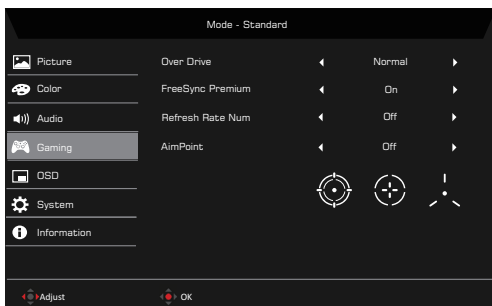 Mode - Standard
Picture
Over Drive Normal
Color
FreeSync Premium On
Audio
Refresh Rate Num Off
Gaming
AimPoint Off
OSD
System
Information
Adjust OK